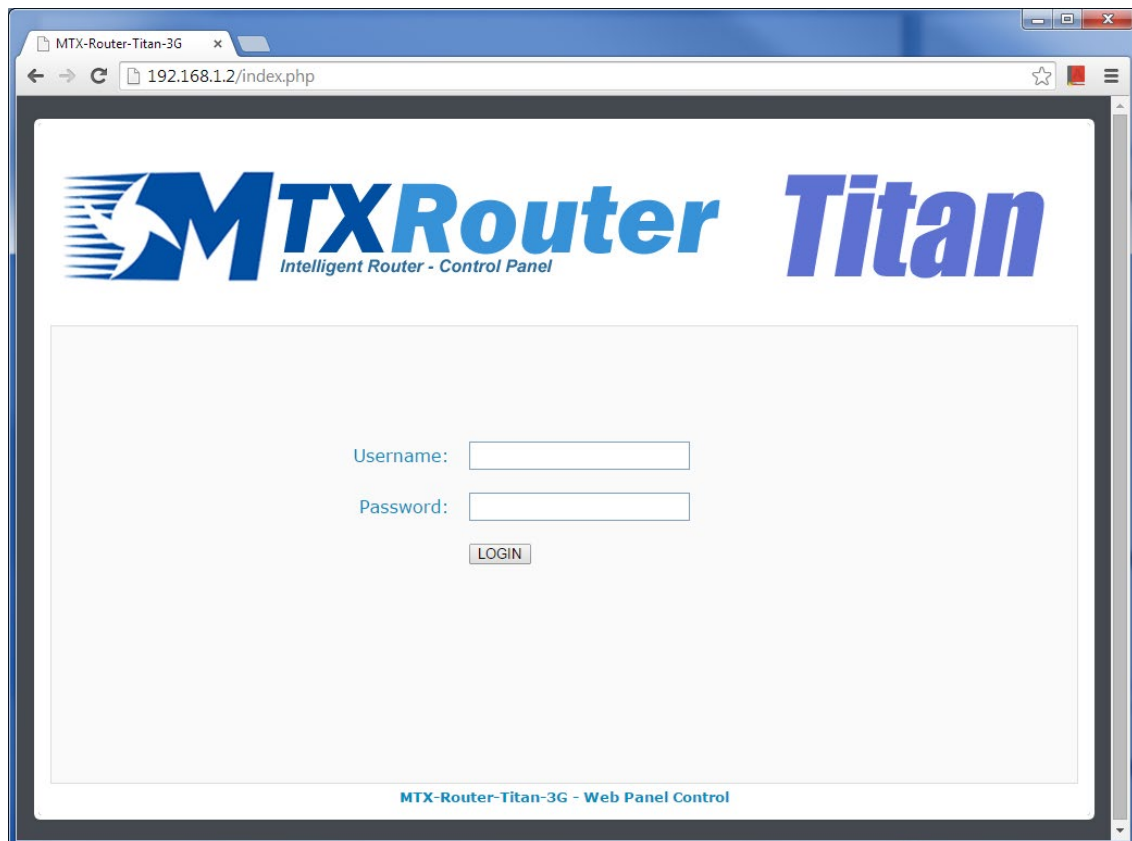 MTX-Router-Titan-3G
192.168.1.2/index.php
MTXRouter Titan
Intelligent Router - Control Panel
Username:
Password:
LOGIN
MTX-Router-Titan-3G - Web Panel Control